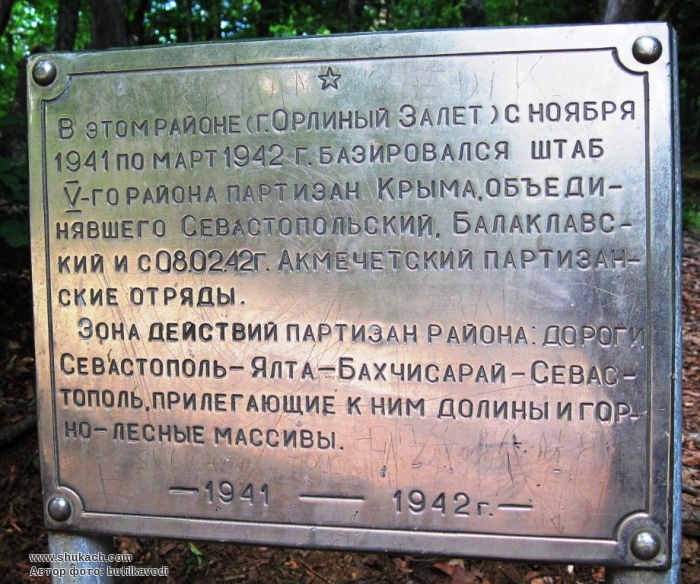 В этом районе (г. Орлиный Залет) с ноября
1941 по март 1942 г. базировался штаб
V-го района партизан Крыма, объеди-
нявшего Севастопольский, Балаклавс-
кий и с 08.02.42г. Акмечетский партизан-
ские отряды.
Зона действий партизан района: дороги
Севастополь-Ялта-Бахчисарай-Севас-
тополь, прилегающие к ним долины и гор-
но-лесные массивы.
—1941 — 1942 г.—
www.shukach.com
Автор фото: butilkavodi